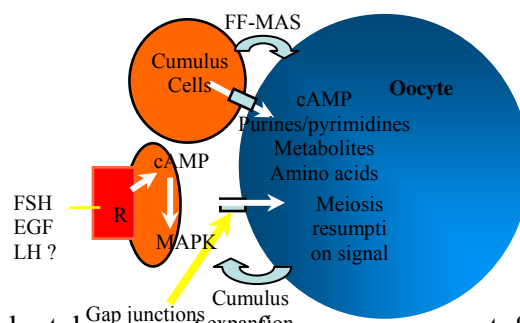 FF-MAS
Cumulus
Cells
Oocyte
cAMP
Purines/pyrimidines
Metabolites
Amino acids
cAMP
FSH
EGF
LH ?
R
MAPK
Meiosis
resumpti
on signal
Gap junctions
Cumulus
expansion